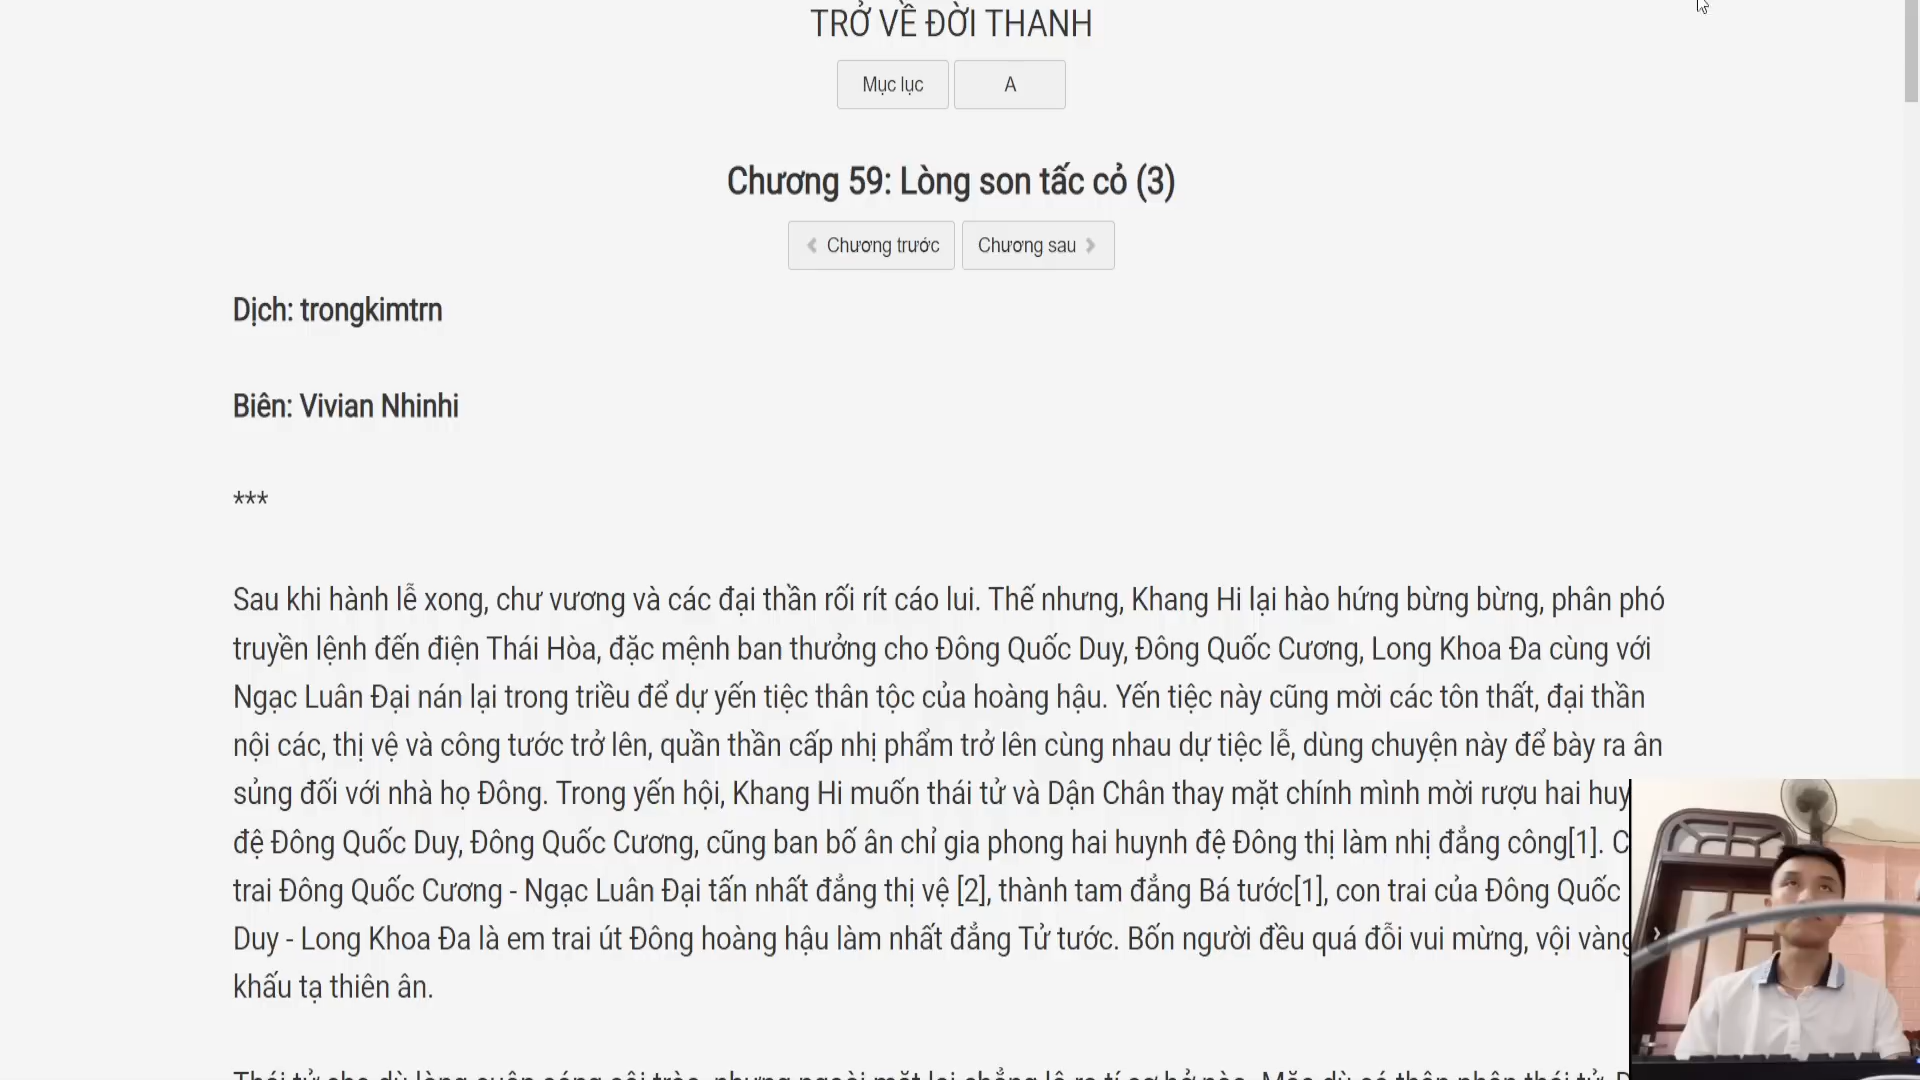 TRỞ VỀ ĐỜI THANH
Mục lục
A
Chương 59: Lòng son tấc cỏ (3)
Chương trước
Chương sau
Dịch: trongkimtrn
Biên: Vivian Nhinhi
***
Sau khi hành lễ xong, chư vương và các đại thần rối rít cáo lui. Thế nhưng, Khang Hi lại hào hứng bừng bừng, phân phó
truyền lệnh đến điện Thái Hòa, đặc mệnh ban thưởng cho Đông Quốc Duy, Đông Quốc Cương, Long Khoa Đa cùng với
Ngạc Luân Đại nán lại trong triều để dự yến tiệc thân tộc của hoàng hậu. Yến tiệc này cũng mời các tôn thất, đại thần
nội các, thị vệ và công tước trở lên, quần thần cấp nhị phẩm trở lên cùng nhau dự tiệc lễ, dùng chuyện này để bày ra ân
sủng đối với nhà họ Đông. Trong yến hội, Khang Hi muốn thái tử và Dận Chân thay mặt chính mình mời rượu hai huy
đệ Đông Quốc Duy, Đông Quốc Cương, cũng ban bố ân chỉ gia phong hai huynh đệ Đông thị làm nhị đẳng công[1]. C
trai Đông Quốc Cương - Ngạc Luân Đại tấn nhất đẳng thị vệ [2], thành tam đẳng Bá tước[1], con trai của Đông Quốc
Duy - Long Khoa Đa là em trai út Đông hoàng hậu làm nhất đẳng Tử tước. Bốn người đều quá đỗi vui mừng, vội vàng
khấu tạ thiên ân.